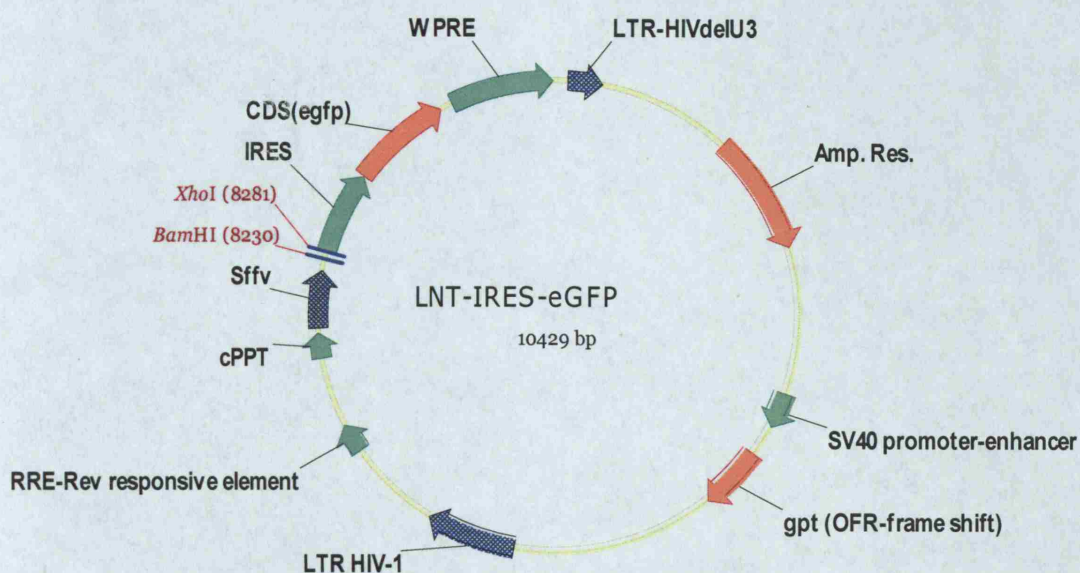 WPRE
LTR-HIVdelU3
CDS(egfp)
IRES
Amp. Res.
XhoI (8281)
BamHI (8230)
Sffv
LNT-IRES-eGFP
10429 bp
cPPT
SV40 promoter-enhancer
RRE-Rev responsive element
gpt (OFR-frame shift)
LTR HIV-1